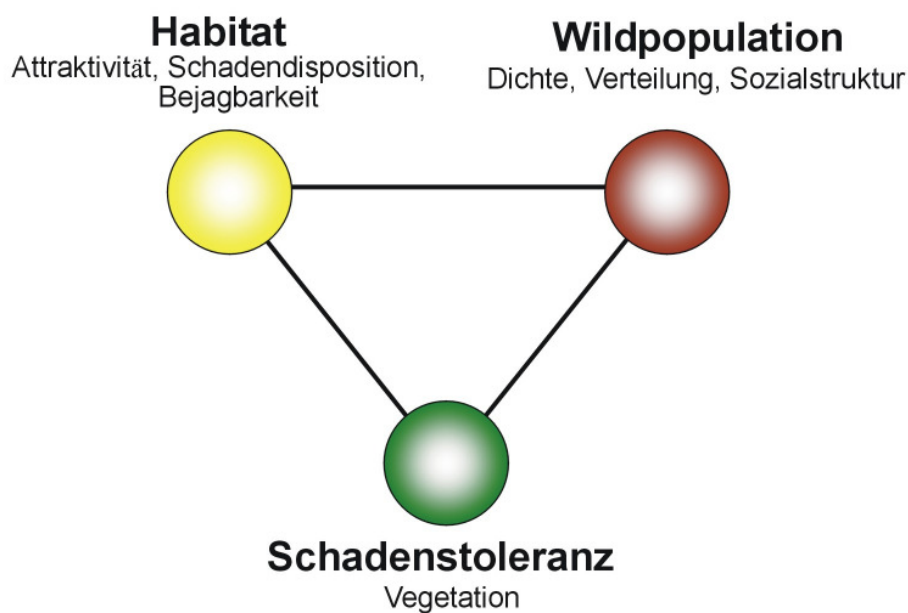 Habitat
Attraktivität, Schadendisposition,
Bejagbarkeit
Wildpopulation
Dichte, Verteilung, Sozialstruktur
Schadenstoleranz
Vegetation